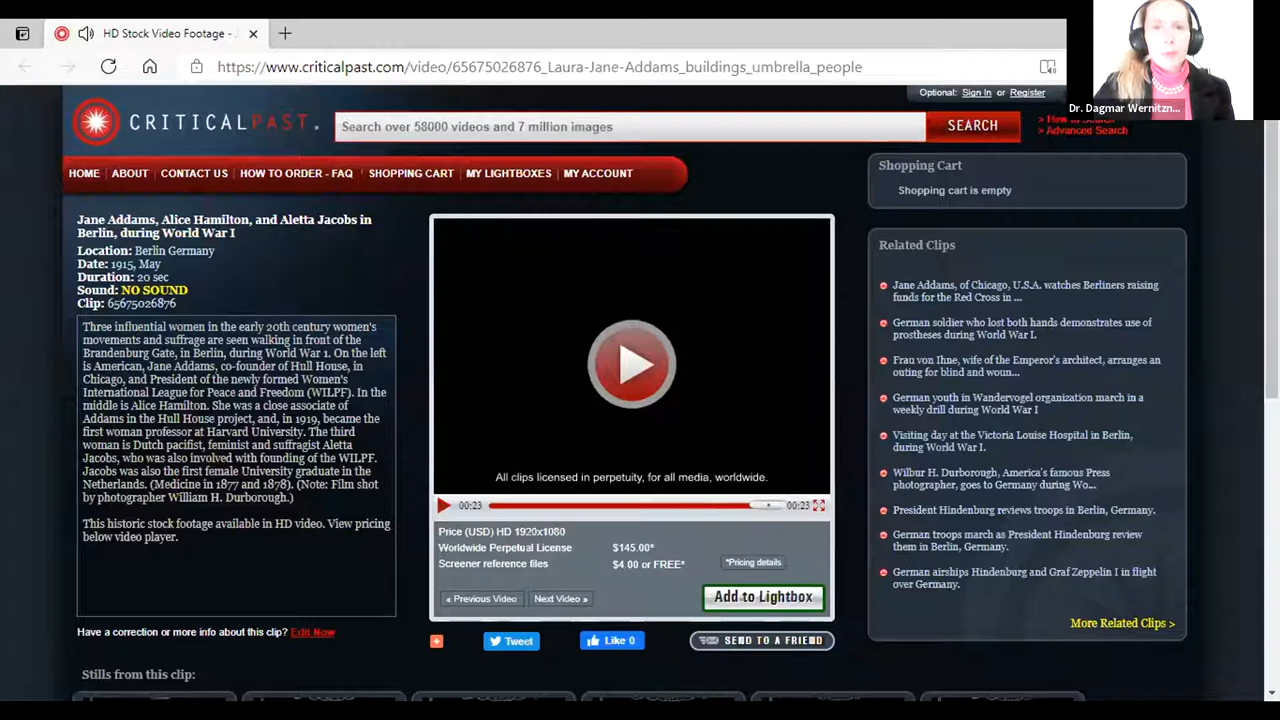 HD Stock Video Footage -
https://www.criticalpast.com/video/65675026876_Laura-Jane-Addams_buildings_umbrella_people
Dr. Dagmar Wernitzn...
Optional: Sign In or Register
CRITICALPAST.
Search over 58000 videos and 7 million images
SEARCH
> How to Search
> Advanced Search
HOME ABOUT CONTACT US HOW TO ORDER - FAQ SHOPPING CART MY LIGHTBOXES MY ACCOUNT
Shopping Cart
Shopping cart is empty
Jane Addams, Alice Hamilton, and Aletta Jacobs in
Berlin, during World War I
Location: Berlin Germany
Date: 1915, May
Duration: 20 sec
Sound: NO SOUND
Clip: 65675026876
Three influential women in the early 20th century women's
movements and suffrage are seen walking in front of the
Brandenburg Gate, in Berlin, during World War 1. On the left
is American, Jane Addams, co-founder of Hull House, in
Chicago, and President of the newly formed Women's
International League for Peace and Freedom (WILPF). In the
middle is Alice Hamilton. She was a close associate of
Addams in the Hull House project, and, in 1919, became the
first woman professor at Harvard University. The third
woman is Dutch pacifist, feminist and suffragist Aletta
Jacobs, who was also involved with founding of the WILPF.
Jacobs was also the first female University graduate in the
Netherlands. (Medicine in 1877 and 1878). (Note: Film shot
by photographer William H. Durborough.)
This historic stock footage available in HD video. View pricing
below video player.
Have a correction or more info about this clip? Edit Now
Stills from this clip:
All clips licensed in perpetuity, for all media, worldwide.
00:23 00:23
Price (USD) HD 1920x1080
Worldwide Perpetual License $145.00*
Screener reference files $4.00 or FREE*
*Pricing details
« Previous Video Next Video »
Add to Lightbox
Tweet Like 0 SEND TO A FRIEND
Related Clips
Jane Addams, of Chicago, U.S.A. watches Berliners raising
funds for the Red Cross in ...
German soldier who lost both hands demonstrates use of
prostheses during World War I.
Frau von Ihne, wife of the Emperor's architect, arranges an
outing for blind and woun...
German youth in Wandervogel organization march in a
weekly drill during World War I
Visiting day at the Victoria Louise Hospital in Berlin,
during World War I.
Wilbur H. Durborough, America's famous Press
photographer, goes to Germany during Wo...
President Hindenburg reviews troops in Berlin, Germany.
German troops march as President Hindenburg review
them in Berlin, Germany.
German airships Hindenburg and Graf Zeppelin I in flight
over Germany.
More Related Clips >